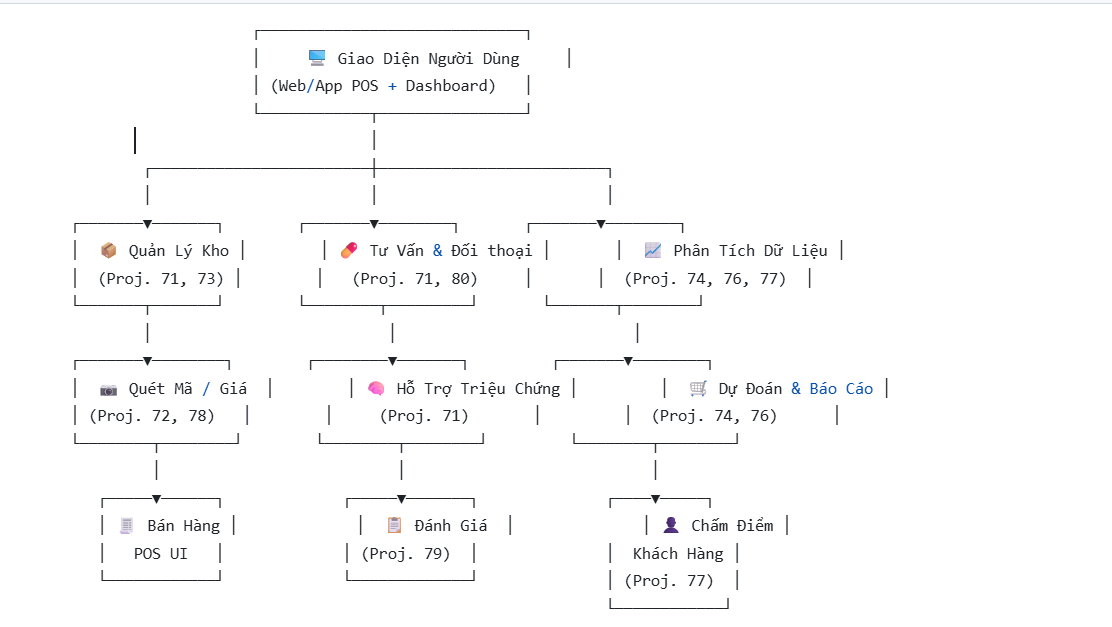 Giao Diện Người Dùng
(Web/App POS + Dashboard)
Quản Lý Kho
(Proj. 71, 73)
Tư Vấn & Đối thoại
(Proj. 71, 80)
Phân Tích Dữ Liệu
(Proj. 74, 76, 77)
Quét Mã / Giá
(Proj. 72, 78)
Hỗ Trợ Triệu Chứng
(Proj. 71)
Dự Đoán & Báo Cáo
(Proj. 74, 76)
Bán Hàng
POS UI
Đánh Giá
(Proj. 79)
Chấm Điểm
Khách Hàng
(Proj. 77)